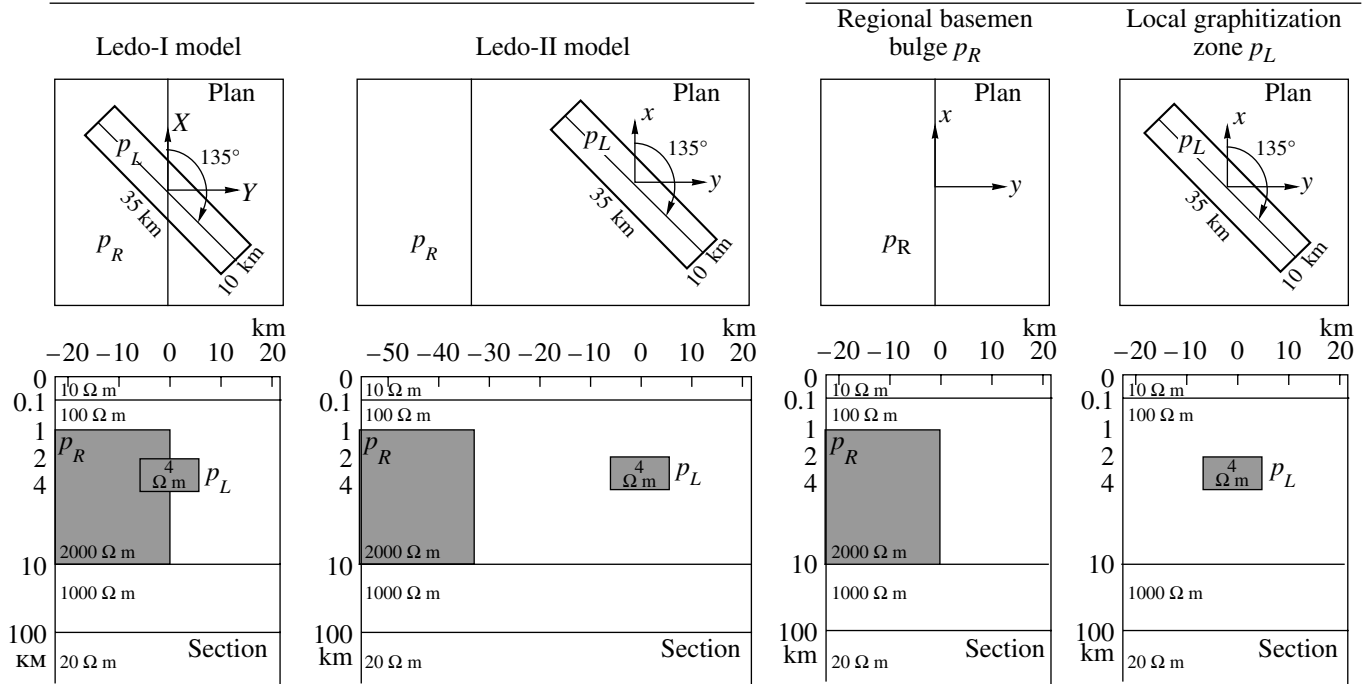 Ledo-I model
Ledo-II model
Regional basemen
bulge p_R
Local graphitization
zone p_L
Plan
X
p_L
135°
Y
35 km
p_R
10 km
Plan
x
p_L
135°
y
35 km
p_R
10 km
Plan
x
y
p_R
Plan
x
p_L
135°
y
35 km
10 km
km
–20 –10 0 10 20
km
–50 –40 –30 –20 –10 0 10 20
km
–20 –10 0 10 20
km
–20 –10 0 10 20
0
0.1
1
2
4
10
100
км
10 Ω m
100 Ω m
p_R
4
Ω m
p_L
2000 Ω m
1000 Ω m
Section
20 Ω m
0
0.1
1
2
4
10
100
km
10 Ω m
100 Ω m
p_R
4
Ω m
p_L
2000 Ω m
1000 Ω m
Section
20 Ω m
0
0.1
1
2
4
10
100
km
10 Ω m
100 Ω m
p_R
2000 Ω m
1000 Ω m
Section
20 Ω m
0
0.1
1
2
4
10
100
km
10 Ω m
100 Ω m
4
Ω m
p_L
1000 Ω m
Section
20 Ω m